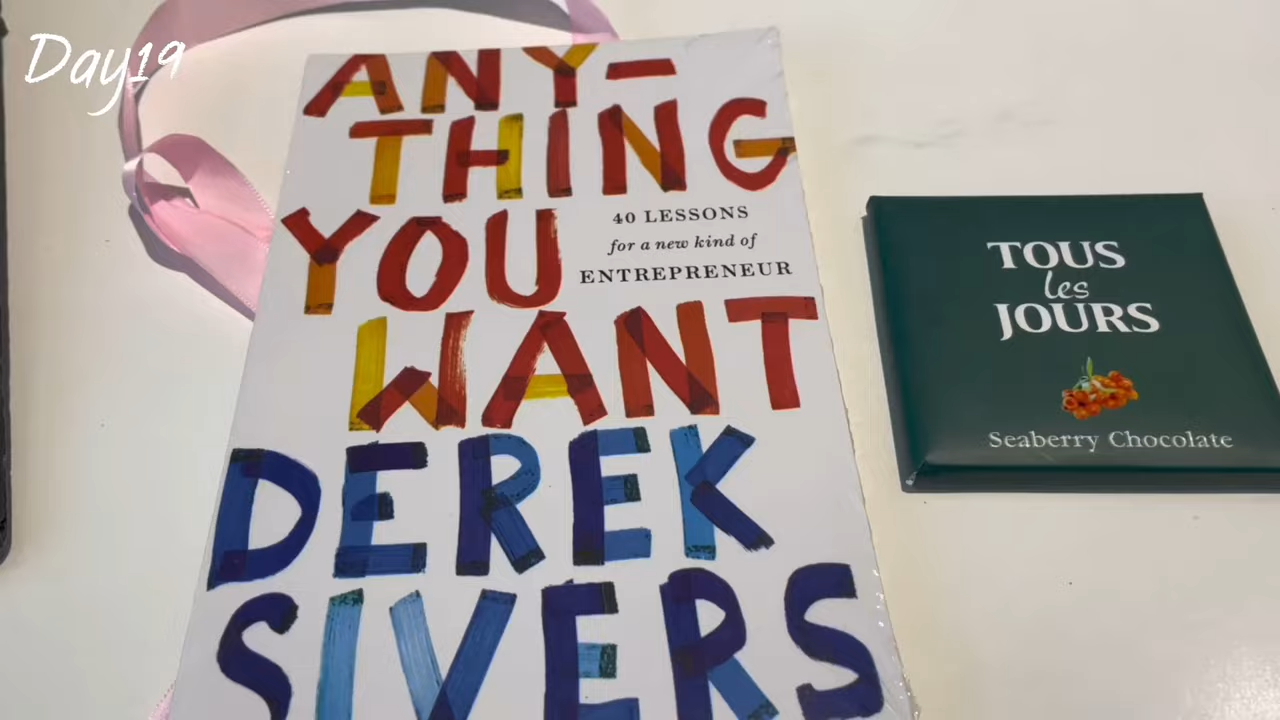 Day19
ANY-
THING
YOU
40 LESSONS
for a new kind of
ENTREPRENEUR
WANT
DEREK
SIVERS
TOUS
les
JOURS
Seaberry Chocolate